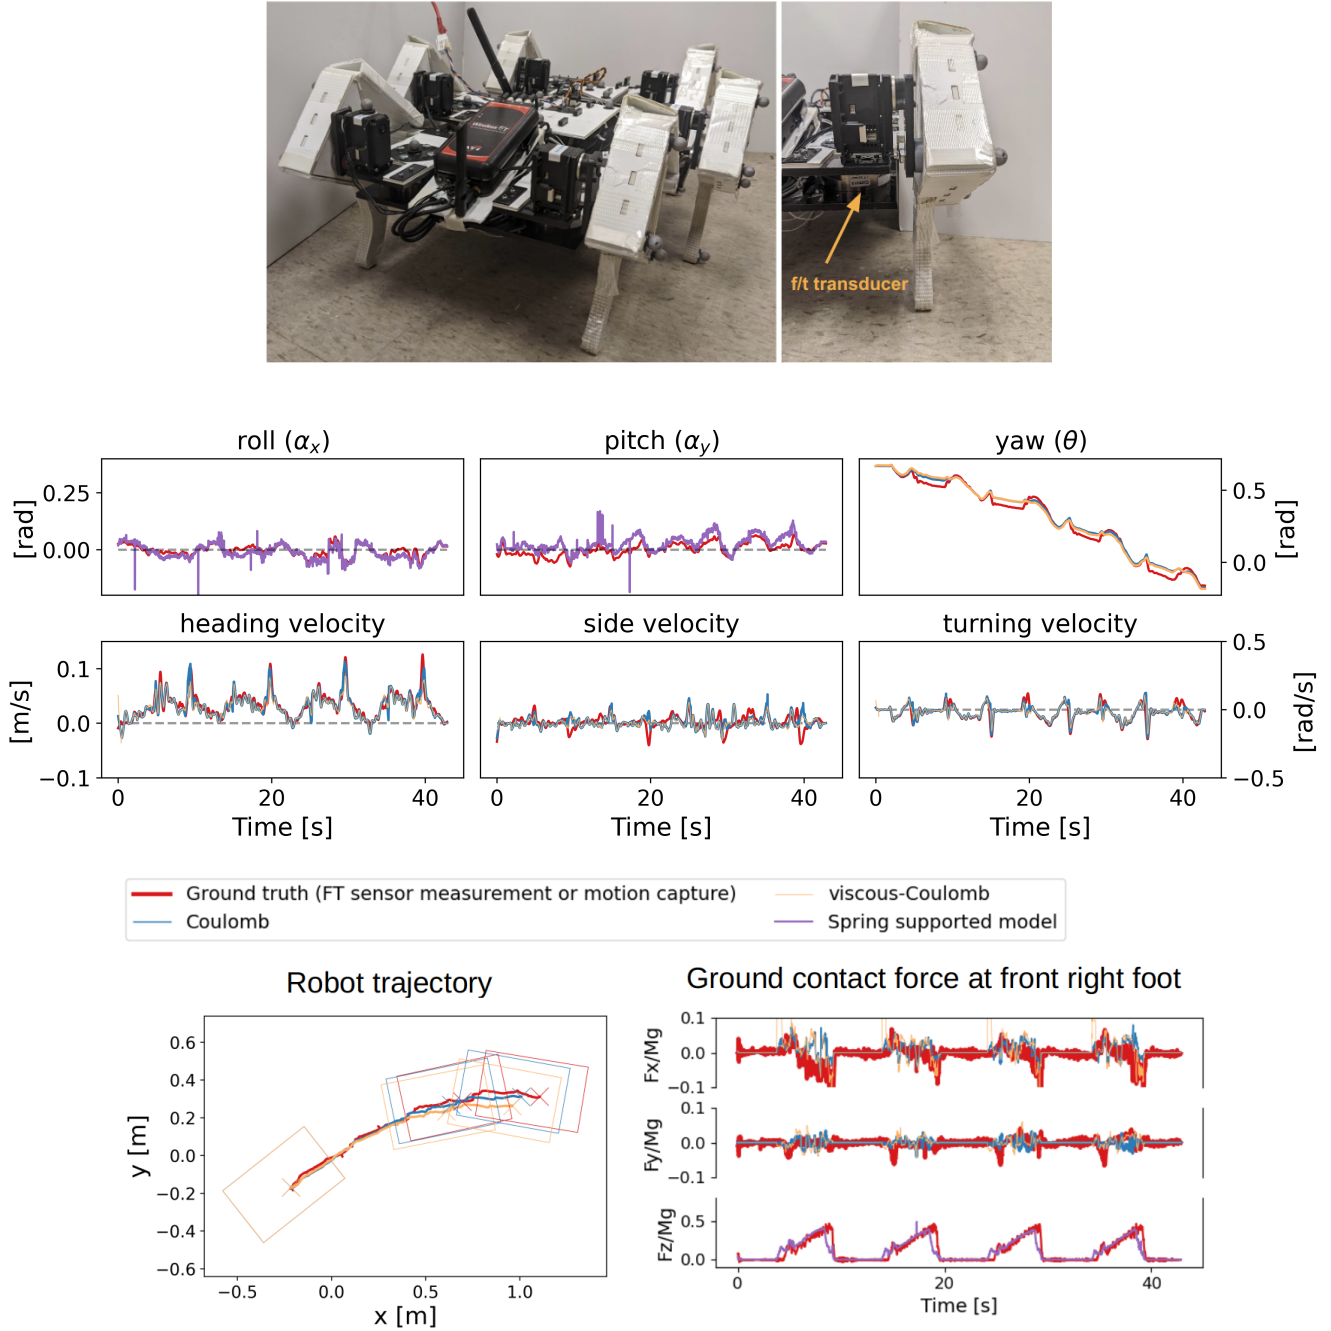 Wireless F/T
f/t transducer
roll (αx)
pitch (αy)
yaw (θ)
[rad]
0.25
0.00
0.5
0.0
[rad]
heading velocity
side velocity
turning velocity
[m/s]
0.1
0.0
−0.1
0.5
0.0
−0.5
[rad/s]
0 20 40
0 20 40
0 20 40
Time [s]
Time [s]
Time [s]
Ground truth (FT sensor measurement or motion capture)
viscous-Coulomb
Coulomb
Spring supported model
Robot trajectory
y [m]
0.6
0.4
0.2
0.0
−0.2
−0.4
−0.6
−0.5 0.0 0.5 1.0
x [m]
Ground contact force at front right foot
Fx/Mg
0.1
0.0
−0.1
Fy/Mg
0.1
0.0
−0.1
Fz/Mg
0.5
0.0
0 20 40
Time [s]